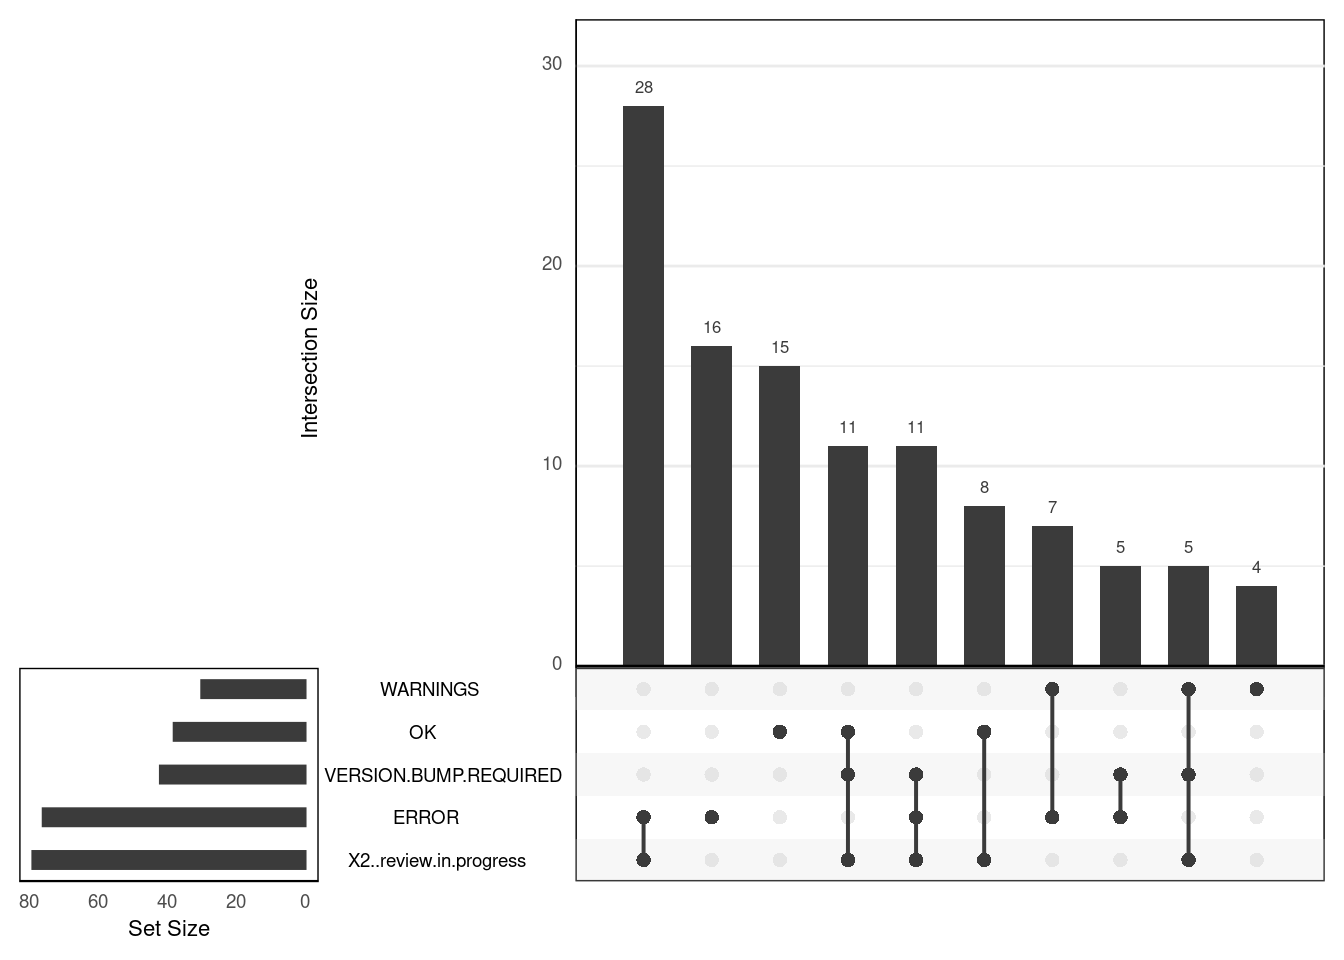 30
20
10
0
Intersection Size
28
16
15
11
11
8
7
5
5
4
WARNINGS
OK
VERSION.BUMP.REQUIRED
ERROR
X2..review.in.progress
80 60 40 20 0
Set Size